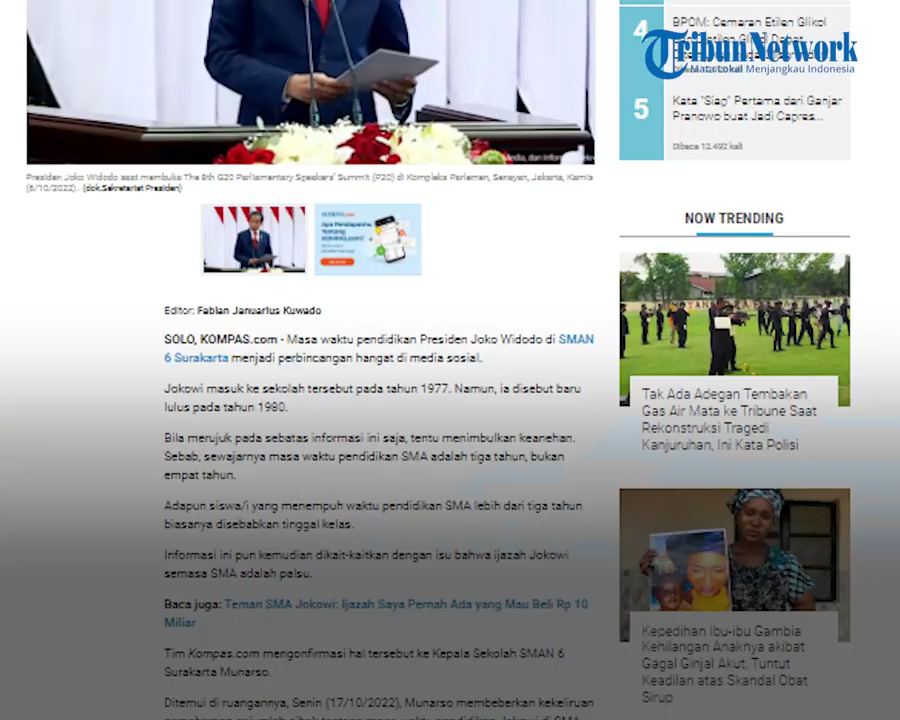 4
BPOM: Cemaran Etilen Glikol
TribunNetwork
Mata Lokal Menjangkau Indonesia
5
Kata "Siap" Pertama dari Ganjar
Pranowo buat Jadi Capres...
Dibaca 12.492 kali
Presiden Joko Widodo saat membuka The 8th G20 Parliamentary Speakers' Summit (P20) di Kompleks Parlemen, Senayan, Jakarta, Kamis
(6/10/2022). (dok.Sekretariat Presiden)
NOW TRENDING
Editor: Fabian Januarius Kuwado
SOLO, KOMPAS.com - Masa waktu pendidikan Presiden Joko Widodo di SMAN
6 Surakarta menjadi perbincangan hangat di media sosial.
Jokowi masuk ke sekolah tersebut pada tahun 1977. Namun, ia disebut baru
lulus pada tahun 1980.
Bila merujuk pada sebatas informasi ini saja, tentu menimbulkan keanehan.
Sebab, sewajarnya masa waktu pendidikan SMA adalah tiga tahun, bukan
empat tahun.
Adapun siswa/i yang menempuh waktu pendidikan SMA lebih dari tiga tahun
biasanya disebabkan tinggal kelas.
Informasi ini pun kemudian dikait-kaitkan dengan isu bahwa ijazah Jokowi
semasa SMA adalah palsu.
Baca juga: Teman SMA Jokowi: Ijazah Saya Pernah Ada yang Mau Beli Rp 10
Miliar
Tim Kompas.com mengonfirmasi hal tersebut ke Kepala Sekolah SMAN 6
Surakarta Munarso.
Ditemui di ruangannya, Senin (17/10/2022), Munarso membeberkan kekeliruan
Tak Ada Adegan Tembakan
Gas Air Mata ke Tribune Saat
Rekonstruksi Tragedi
Kanjuruhan, Ini Kata Polisi
Kepedihan Ibu-ibu Gambia
Kehilangan Anaknya akibat
Gagal Ginjal Akut, Tuntut
Keadilan atas Skandal Obat
Sirup